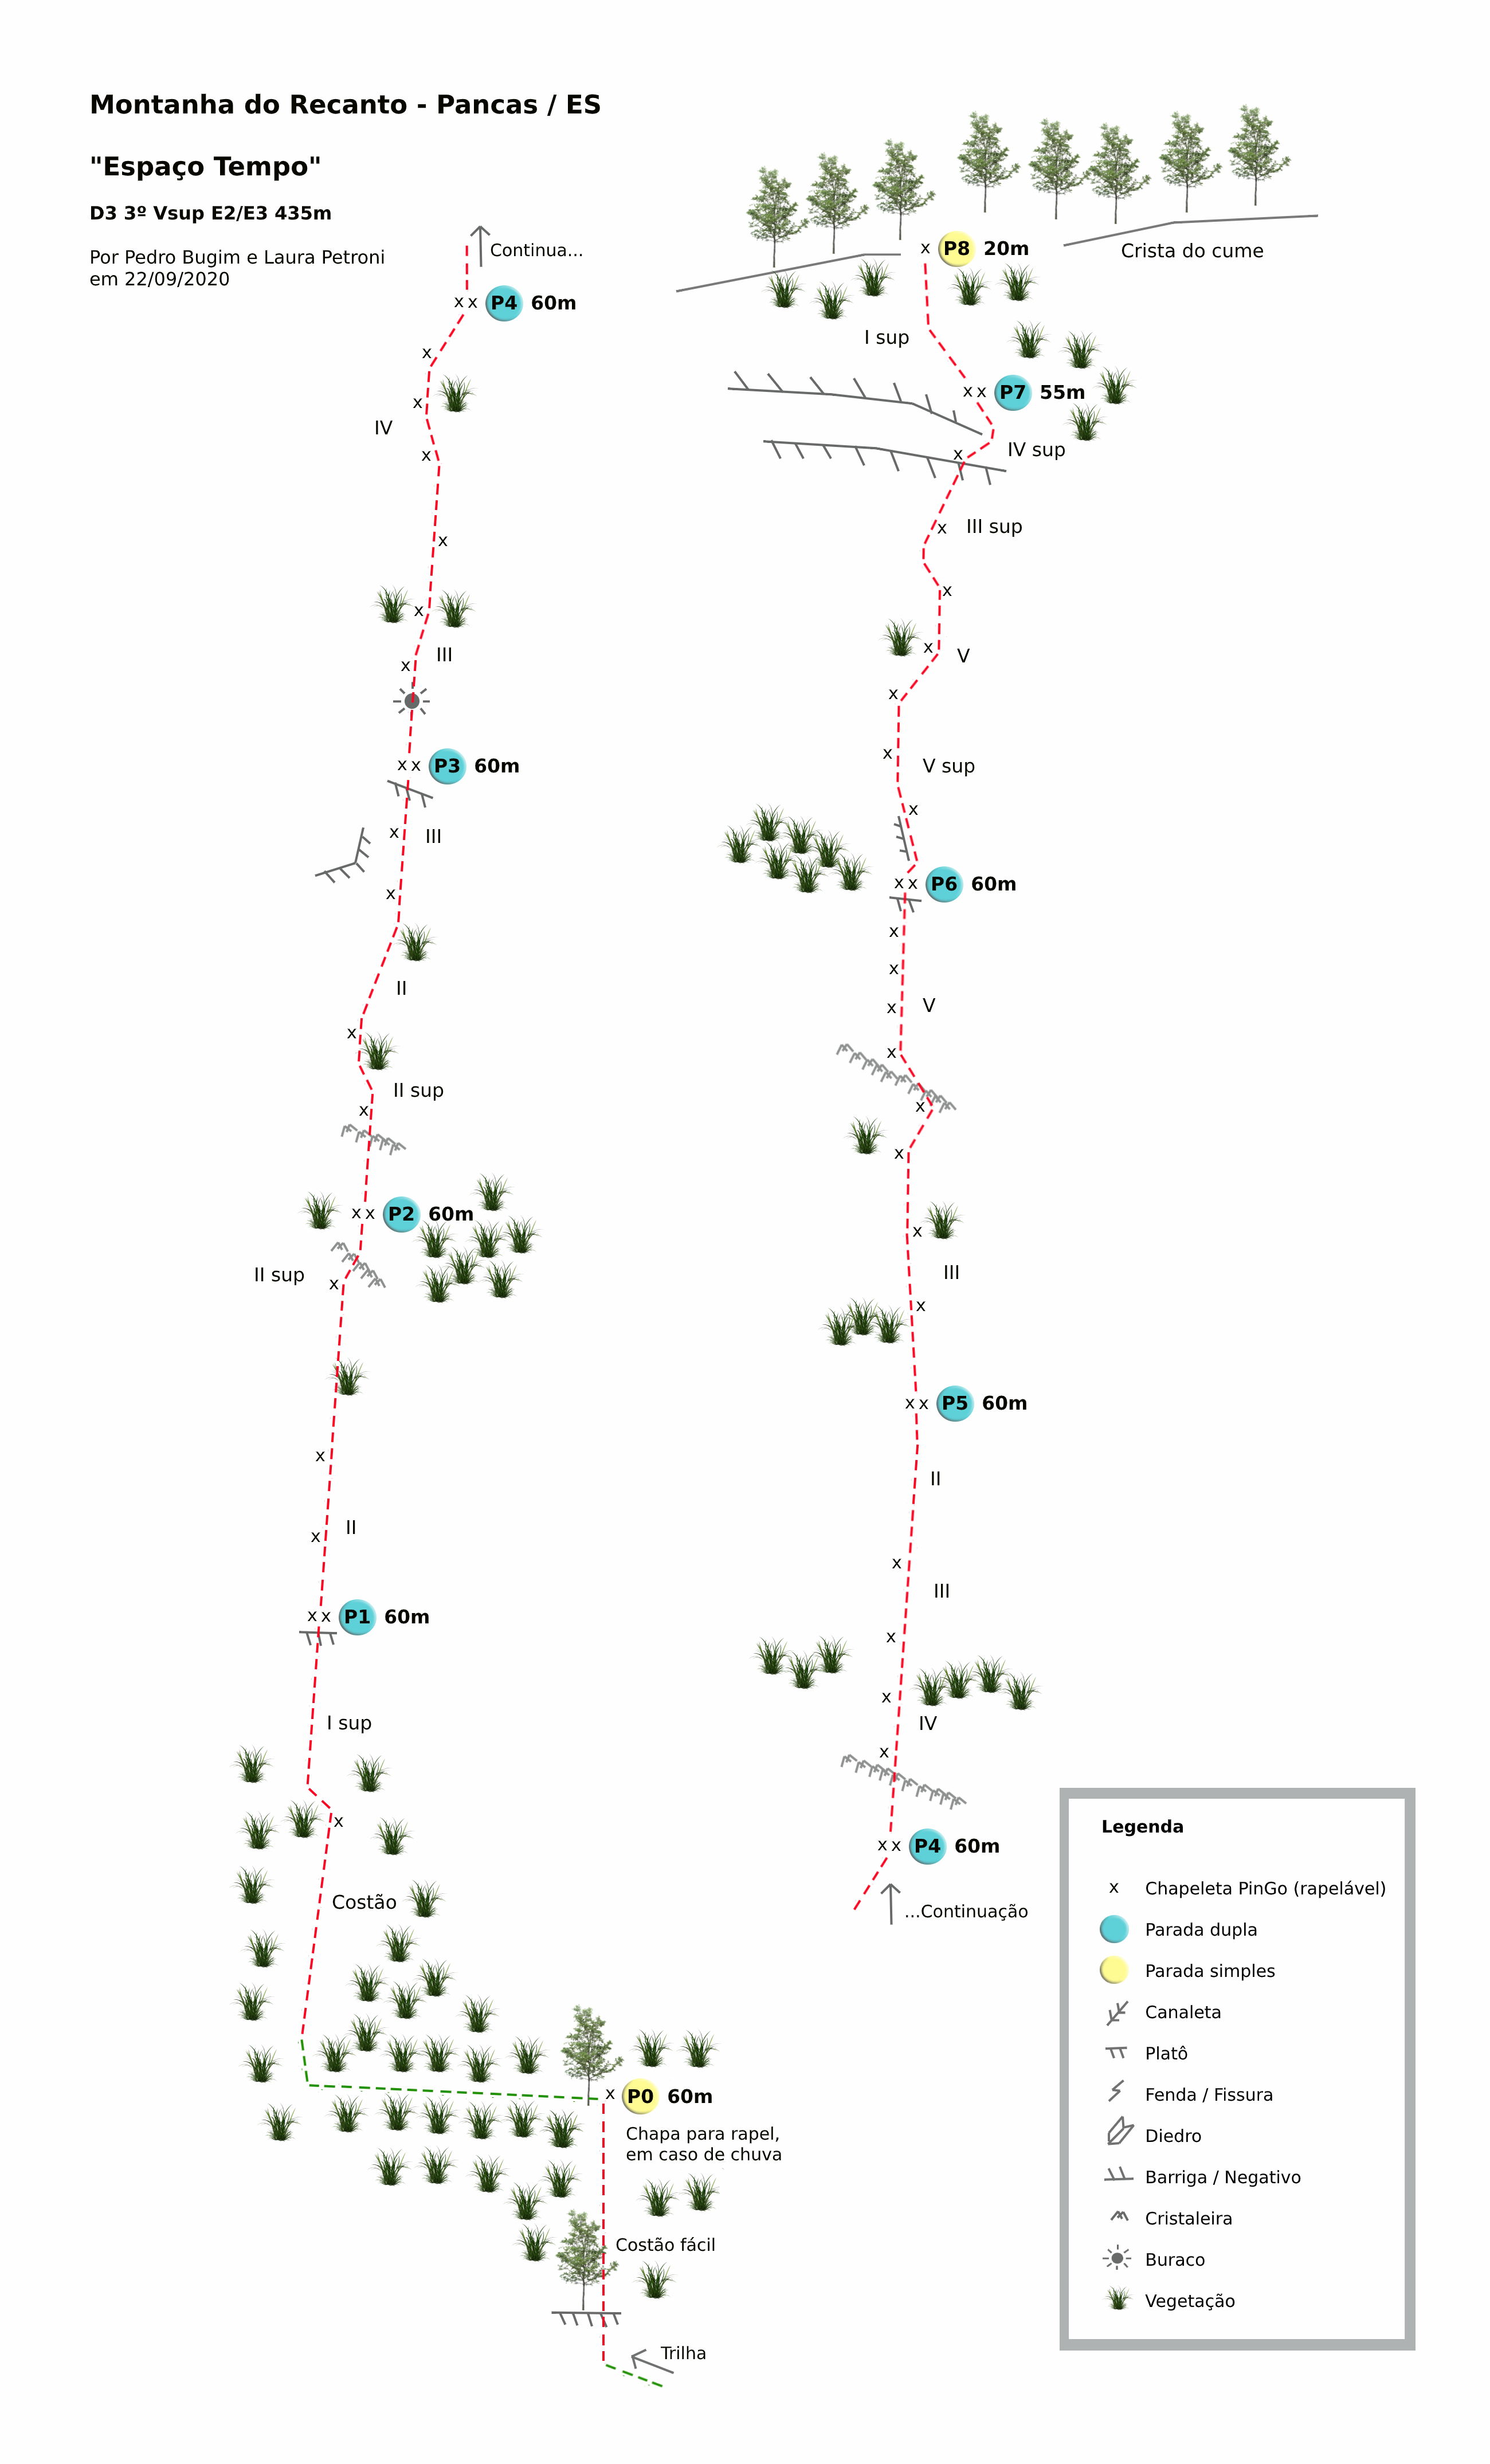 Montanha do Recanto - Pancas / ES
"Espaço Tempo"
D3 3º Vsup E2/E3 435m
Por Pedro Bugim e Laura Petroni
em 22/09/2020
Continua...
x x P4 60m
x
x
IV
x
x
x
III
x
x x P3 60m
x
III
x
II
x
II sup
x
x x P2 60m
II sup
x
x
II
x
x x P1 60m
I sup
x
Costão
x P0 60m
Chapa para rapel,
em caso de chuva
Costão fácil
Trilha
x P8 20m
Crista do cume
I sup
x x P7 55m
IV sup
x
x III sup
x
x
V
x
x
V sup
x
x x P6 60m
x
x
x V
x
x
x
x
III
x
x x P5 60m
II
x
III
x
x
IV
x
x x P4 60m
...Continuação
Legenda
x Chapeleta PinGo (rapelável)
Parada dupla
Parada simples
Canaleta
Platô
Fenda / Fissura
Diedro
Barriga / Negativo
Cristaleira
Buraco
Vegetação